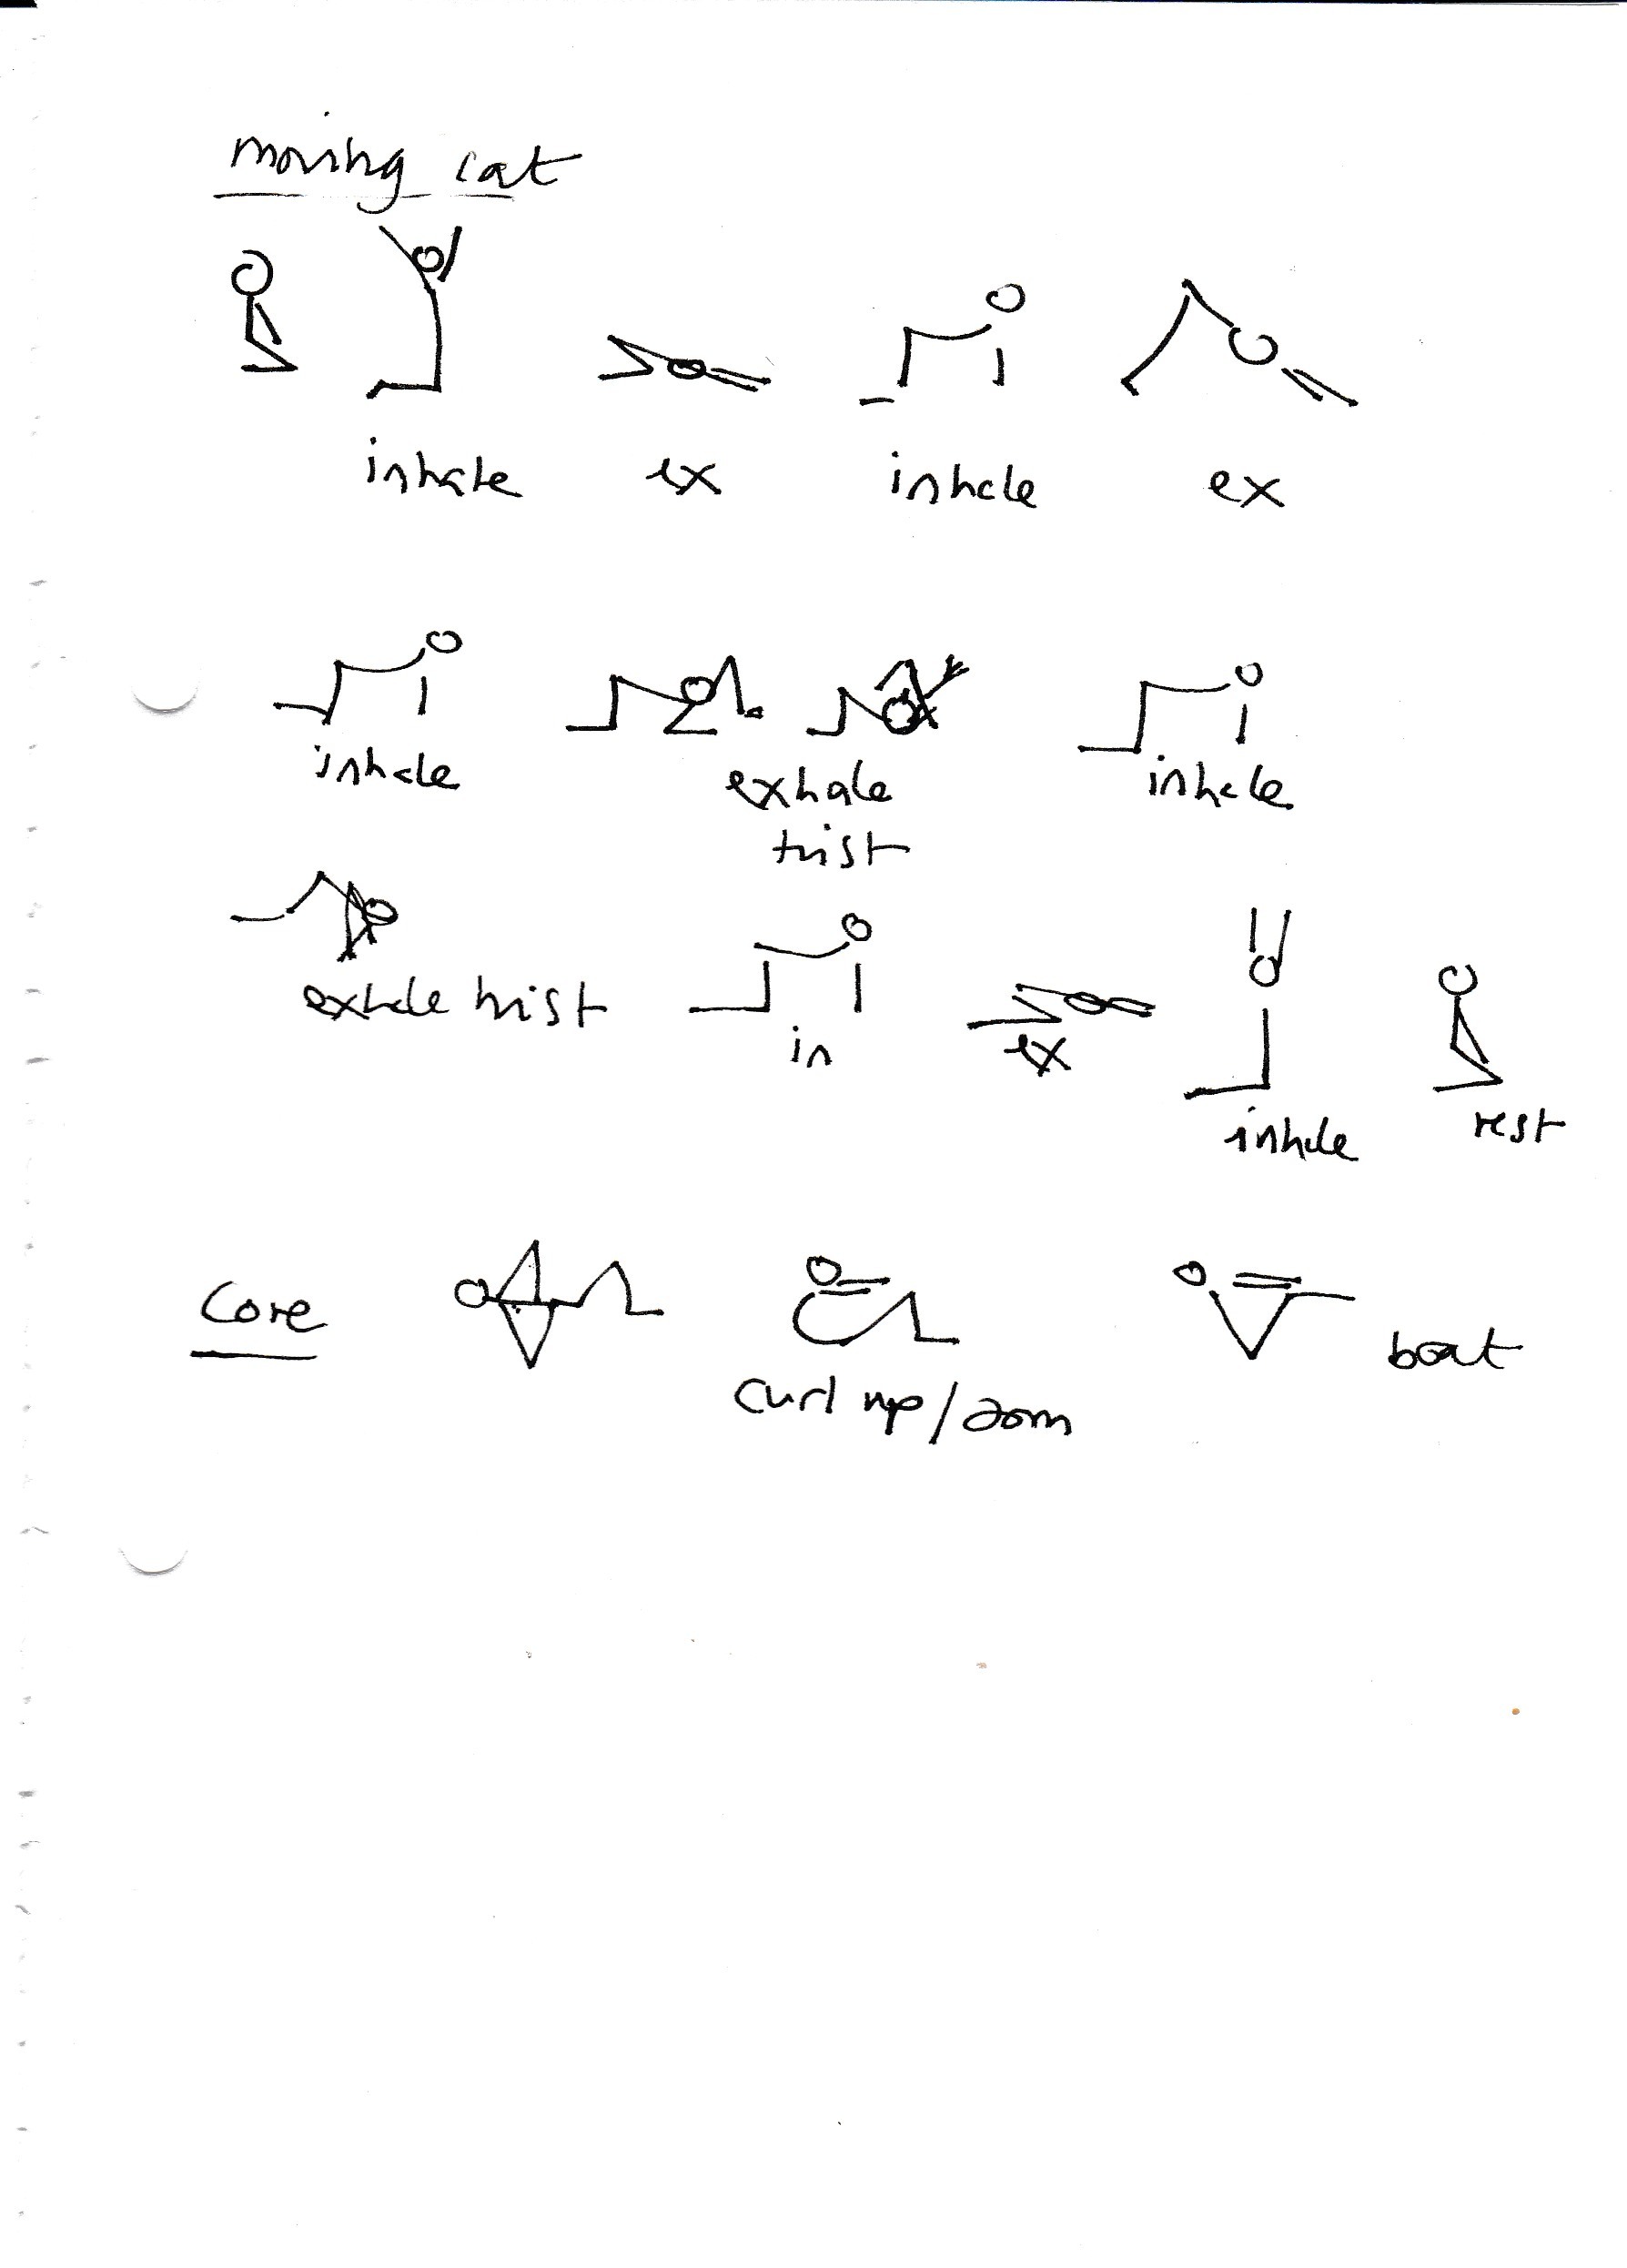 moving cat
inhale ex inhale ex
inhale exhale inhale
twist
exhale twist in ex inhale rest
Core curl up/down boat